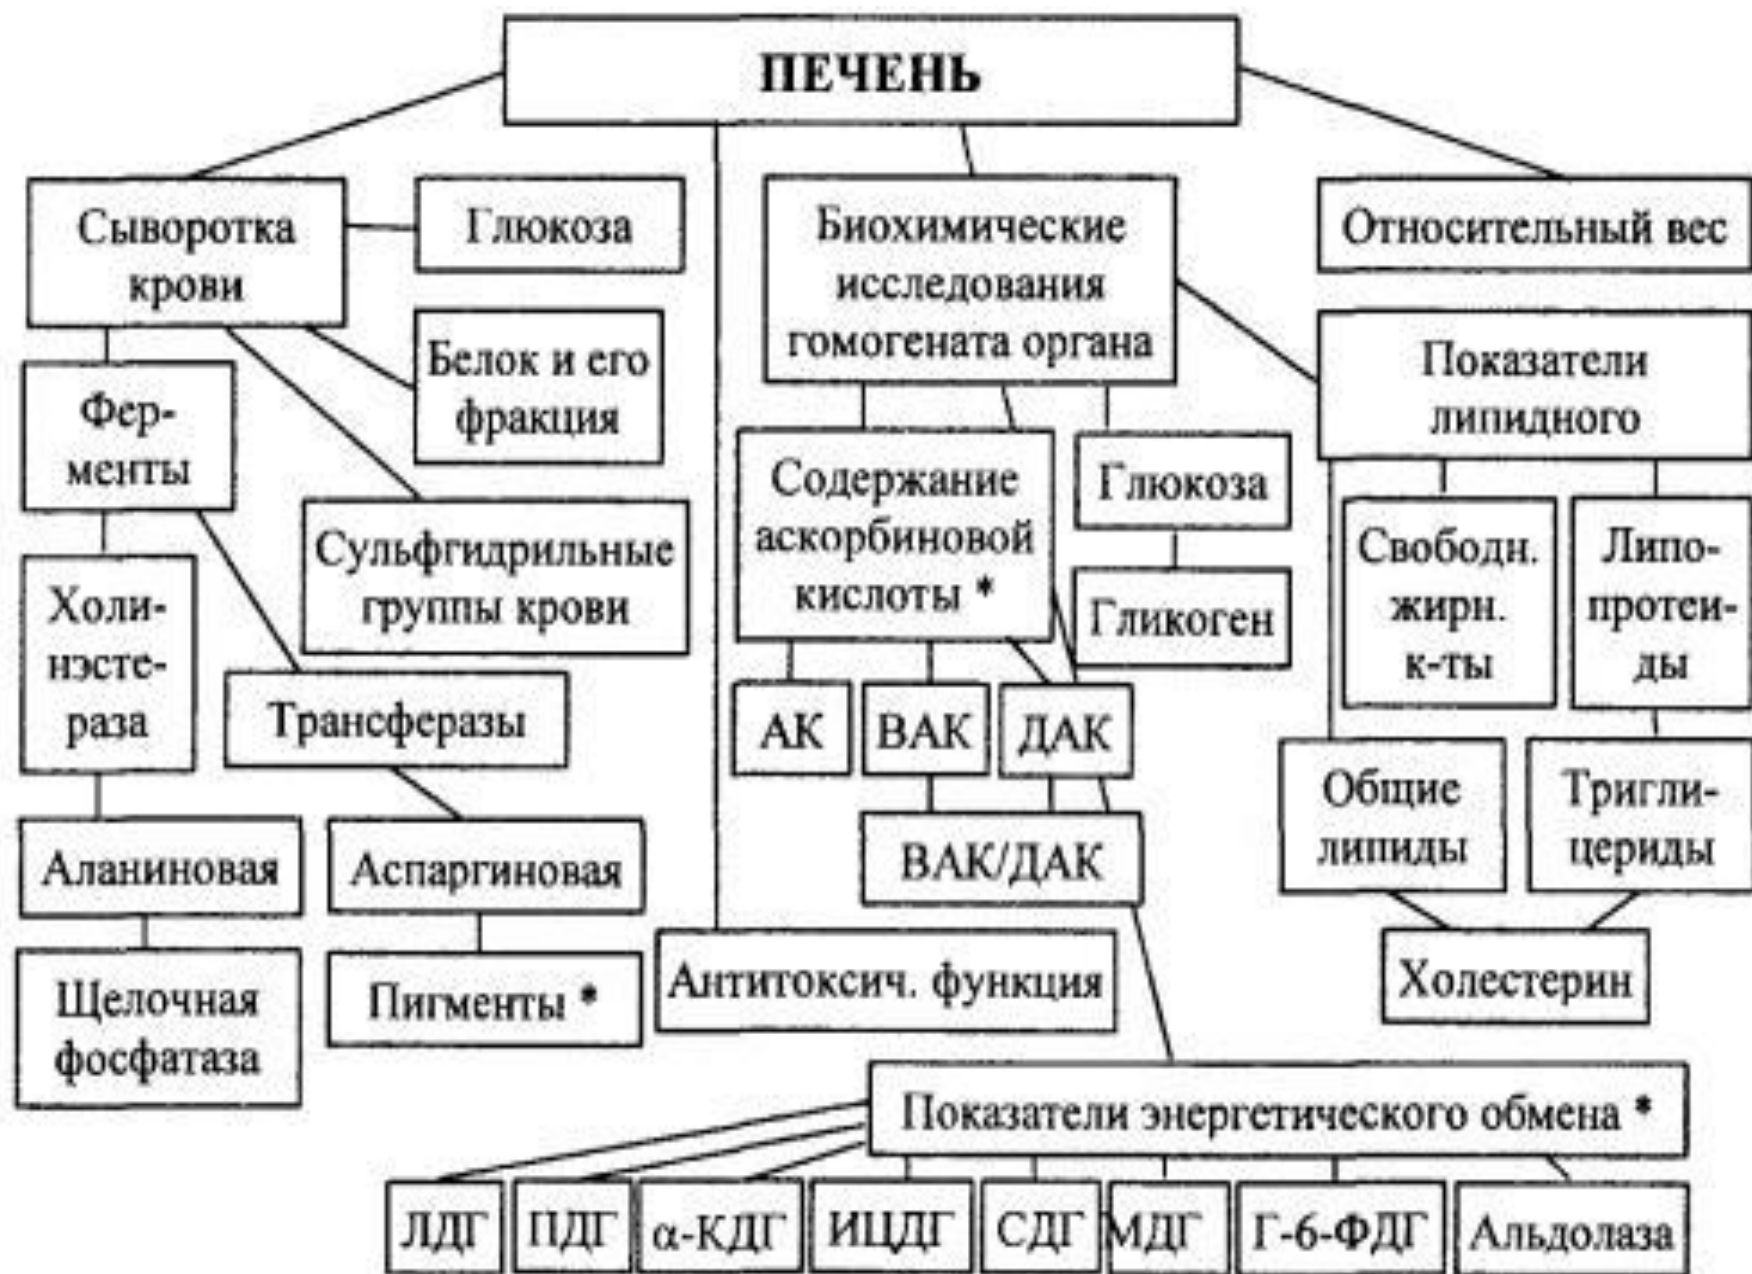 ПЕЧЕНЬ
Сыворотка
крови
Глюкоза
Белок и его
фракция
Фер-
менты
Сульфгидрильные
группы крови
Холи-
нэсте-
раза
Трансферазы
Аланиновая
Аспаргиновая
Щелочная
фосфатаза
Пигменты *
Антитоксич. функция
Биохимические
исследования
гомогената органа
Содержание
аскорбиновой
кислоты *
Глюкоза
Гликоген
АК
ВАК
ДАК
ВАК/ДАК
Относительный вес
Показатели
липидного
Свободн.
жирн.
к-ты
Липо-
протеи-
ды
Общие
липиды
Тригли-
цериды
Холестерин
Показатели энергетического обмена *
ЛДГ
ПДГ
α-КДГ
ИЦДГ
СДГ
МДГ
Г-6-ФДГ
Альдолаза